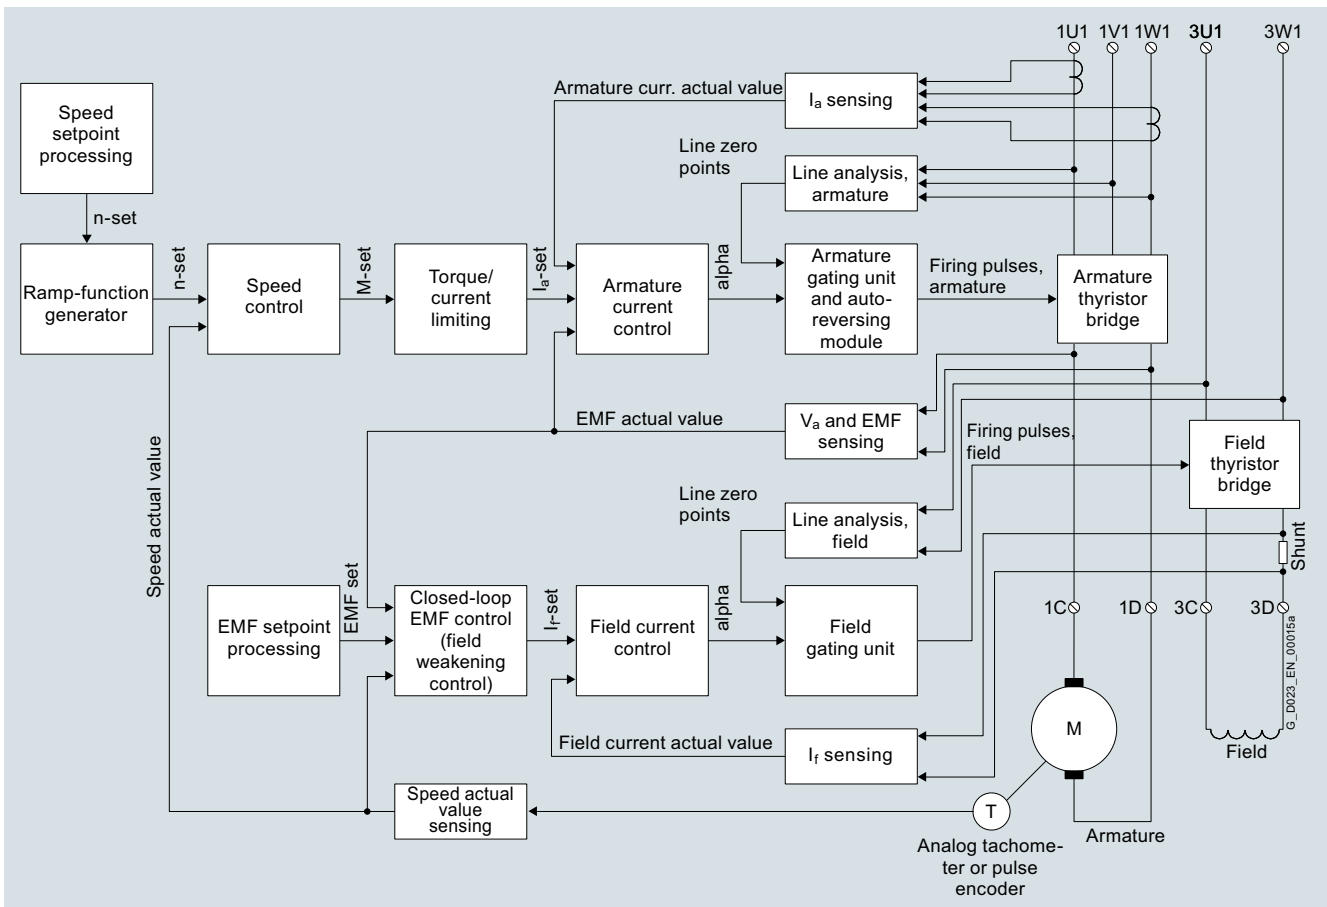 1U1
1V1
1W1
3U1
3W1
Speed
setpoint
processing
n-set
Ramp-function
generator
n-set
Speed
control
M-set
Torque/
current
limiting
Ia-set
Armature
current
control
alpha
Armature curr. actual value
Ia sensing
Line zero
points
Line analysis,
armature
Armature
gating unit
and auto-
reversing
module
Firing pulses,
armature
Armature
thyristor
bridge
EMF actual value
Va and EMF
sensing
Firing pulses,
field
Field
thyristor
bridge
Line zero
points
Line analysis,
field
Shunt
Speed actual value
EMF setpoint
processing
EMF set
Closed-loop
EMF control
(field
weakening
control)
If-set
Field current
control
alpha
Field
gating unit
1C
1D
3C
3D
G_D023_EN_00015a
M
Field
Field current actual value
If sensing
Speed actual
value
sensing
T
Analog tachome-
ter or pulse
encoder
Armature